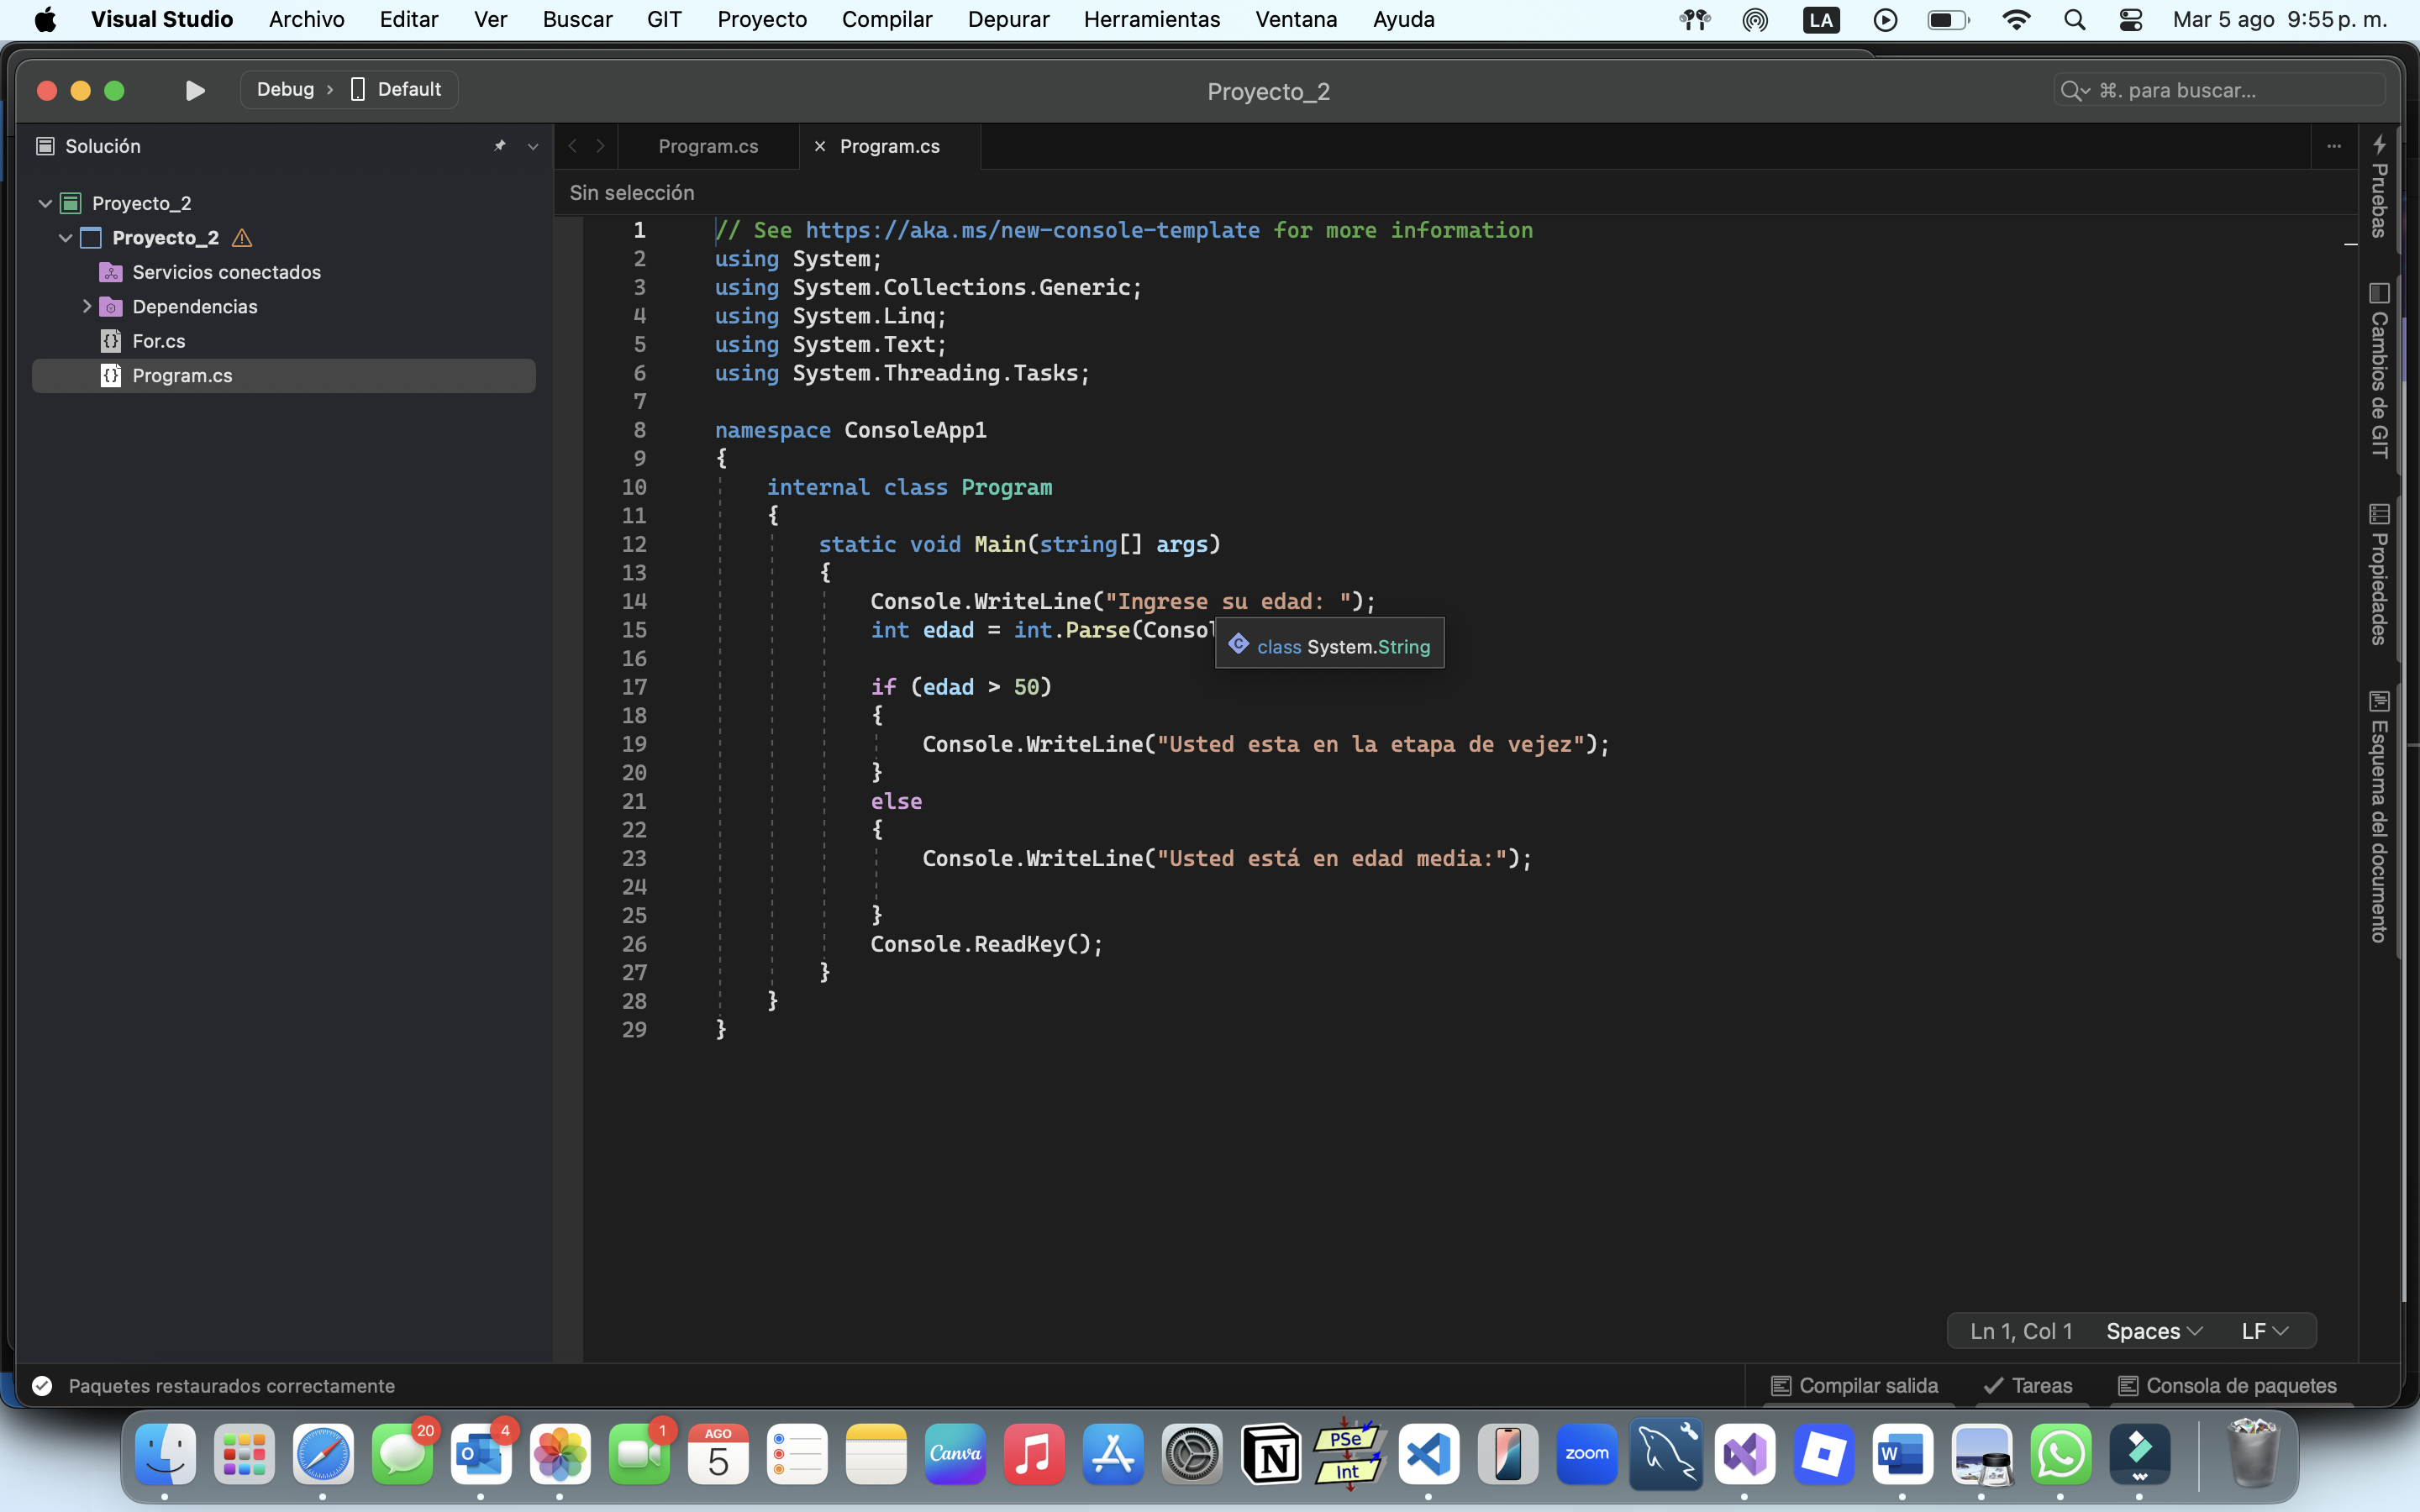 Visual Studio Archivo Editar Ver Buscar GIT Proyecto Compilar Depurar Herramientas Ventana Ayuda LA Mar 5 ago 9:55 p. m.
Debug › Default
Proyecto_2
⌘. para buscar...
Solución
Proyecto_2
Proyecto_2
Servicios conectados
Dependencias
For.cs
Program.cs
Program.cs
Program.cs
Sin selección
1 // See https://aka.ms/new-console-template for more information
2 using System;
3 using System.Collections.Generic;
4 using System.Linq;
5 using System.Text;
6 using System.Threading.Tasks;
7
8 namespace ConsoleApp1
9 {
10 internal class Program
11 {
12 static void Main(string[] args)
13 {
14 Console.WriteLine("Ingrese su edad: ");
15 int edad = int.Parse(Consol
class System.String
16
17 if (edad > 50)
18 {
19 Console.WriteLine("Usted esta en la etapa de vejez");
20 }
21 else
22 {
23 Console.WriteLine("Usted está en edad media:");
24
25 }
26 Console.ReadKey();
27 }
28 }
29 }
Pruebas
Cambios de GIT
Propiedades
Esquema del documento
Ln 1, Col 1 Spaces LF
Paquetes restaurados correctamente
Compilar salida Tareas Consola de paquetes
20
4
1
AGO
5
Canva
PSe
Int
zoom
W